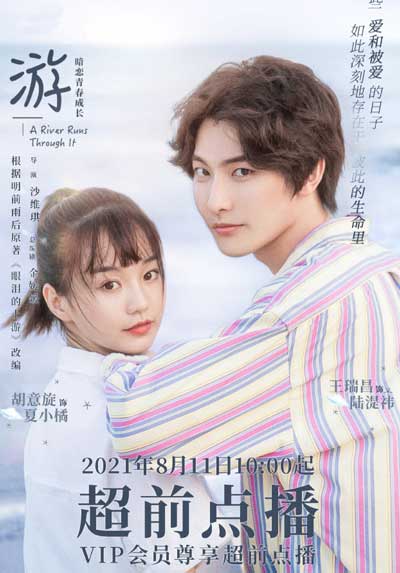 爱和被爱的日子
如此深刻地存在于彼此的生命里
游
暗恋青春成长
A River Runs
Through It
导演 沙维琪
根据明前雨后原著《眼泪的上游》改编
胡意旋 饰
夏小橘
王瑞昌 饰
陆湜祎
2021年8月11日10:00起
超前点播
VIP会员尊享超前点播